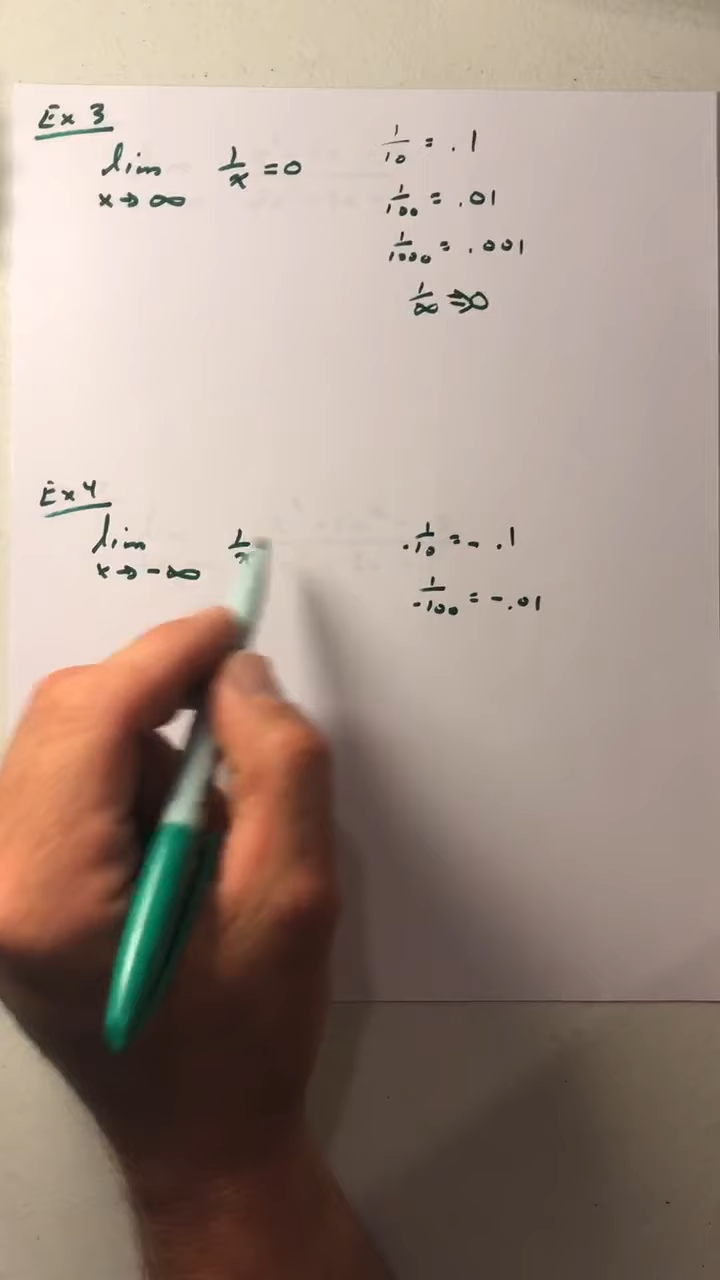 Ex 3
lim 1/x = 0
x → ∞
1/10 = .1
1/100 = .01
1/1000 = .001
1/∞ ⇒ 0
Ex 4
lim 1/x
x → -∞
1/-10 = -.1
1/-100 = -.01